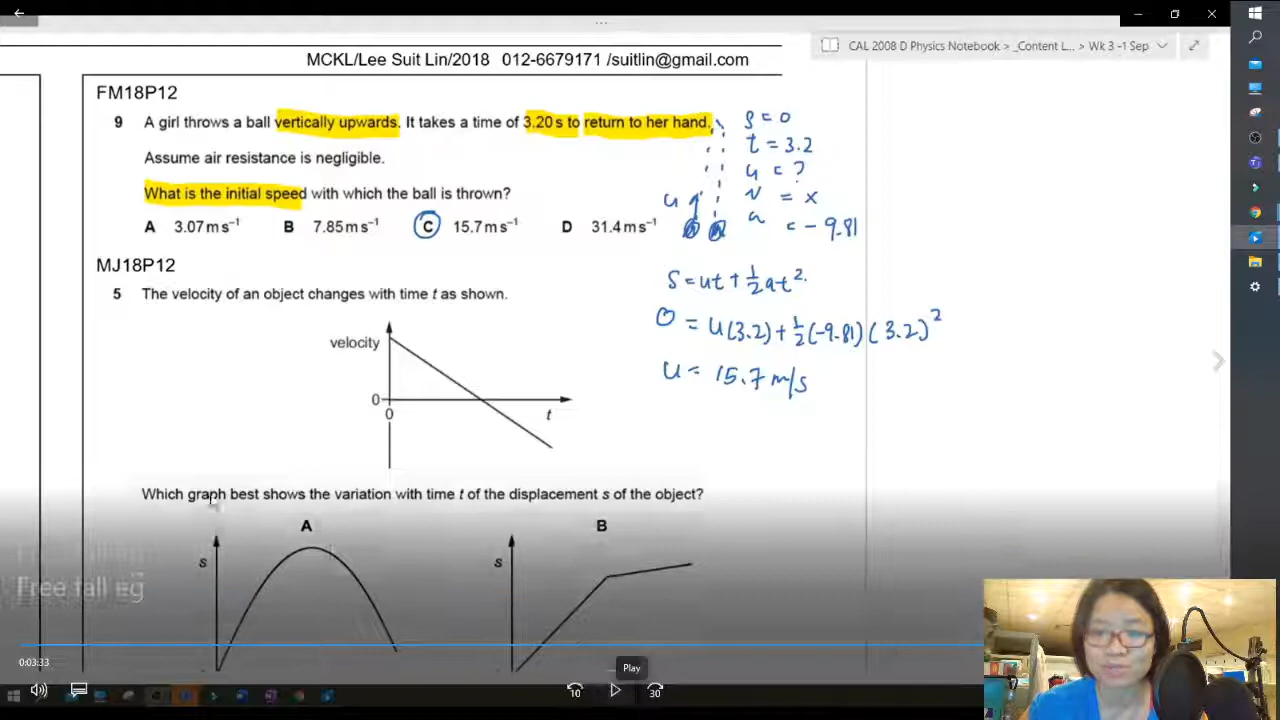 CAL 2008 D Physics Notebook > _Content L... > Wk 3 -1 Sep
MCKL/Lee Suit Lin/2018 012-6679171 /suitlin@gmail.com
FM18P12
9 A girl throws a ball vertically upwards. It takes a time of 3.20 s to return to her hand.
Assume air resistance is negligible.
What is the initial speed with which the ball is thrown?
A 3.07 m s⁻¹ B 7.85 m s⁻¹ C 15.7 m s⁻¹ D 31.4 m s⁻¹
s = 0
t = 3.2
u = ?
v = x
a = -9.81
u
s = ut + ½at².
0 = u(3.2) + ½(-9.81)(3.2)²
u = 15.7 m/s
MJ18P12
5 The velocity of an object changes with time t as shown.
velocity
0
0
t
Which graph best shows the variation with time t of the displacement s of the object?
A
B
s
s
Free fall eg
0:03:33
Play
10
30